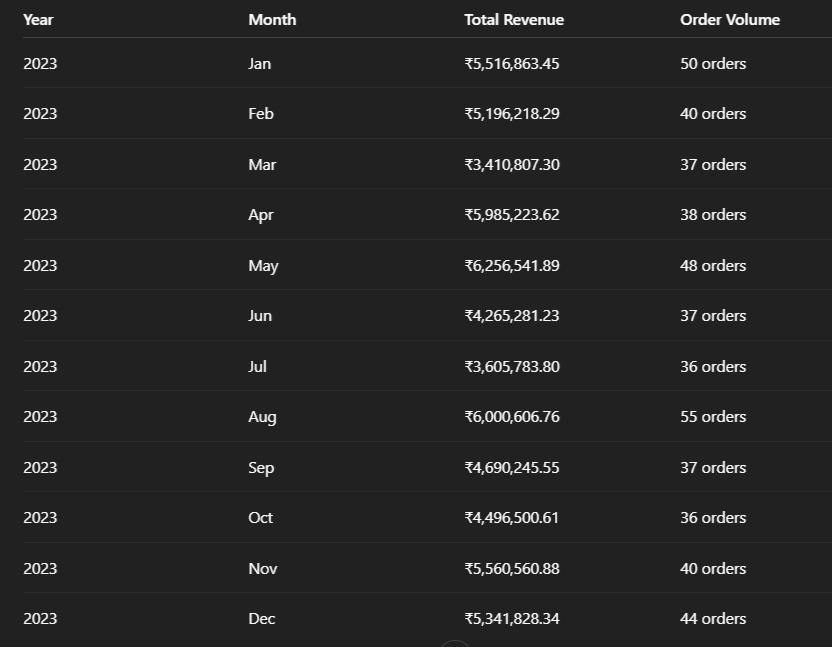 Year Month Total Revenue Order Volume
2023 Jan ₹5,516,863.45 50 orders
2023 Feb ₹5,196,218.29 40 orders
2023 Mar ₹3,410,807.30 37 orders
2023 Apr ₹5,985,223.62 38 orders
2023 May ₹6,256,541.89 48 orders
2023 Jun ₹4,265,281.23 37 orders
2023 Jul ₹3,605,783.80 36 orders
2023 Aug ₹6,000,606.76 55 orders
2023 Sep ₹4,690,245.55 37 orders
2023 Oct ₹4,496,500.61 36 orders
2023 Nov ₹5,560,560.88 40 orders
2023 Dec ₹5,341,828.34 44 orders